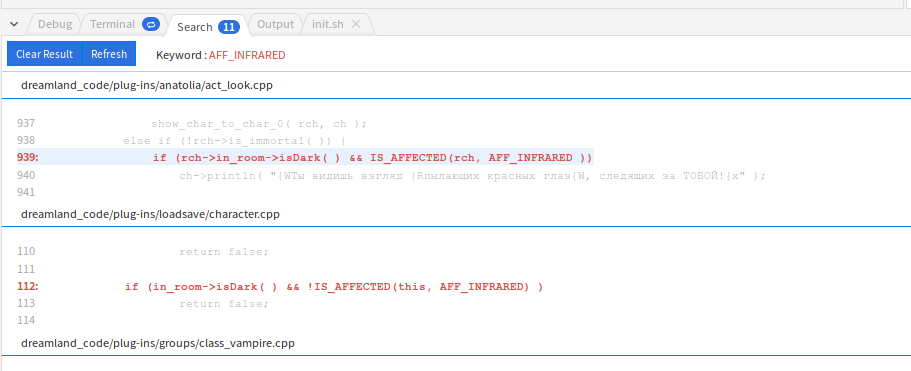 Debug Terminal Search 11 Output init.sh
Clear Result Refresh Keyword : AFF_INFRARED
dreamland_code/plug-ins/anatolia/act_look.cpp
937 show_char_to_char_0( rch, ch );
938 else if (!rch->is_immortal( )) {
939: if (rch->in_room->isDark( ) && IS_AFFECTED(rch, AFF_INFRARED ))
940 ch->println( "{WТы видишь взгляд {Rпылающих красных глаз{W, следящих за ТОБОЙ!{x" );
941
dreamland_code/plug-ins/loadsave/character.cpp
110 return false;
111
112: if (in_room->isDark( ) && !IS_AFFECTED(this, AFF_INFRARED) )
113 return false;
114
dreamland_code/plug-ins/groups/class_vampire.cpp